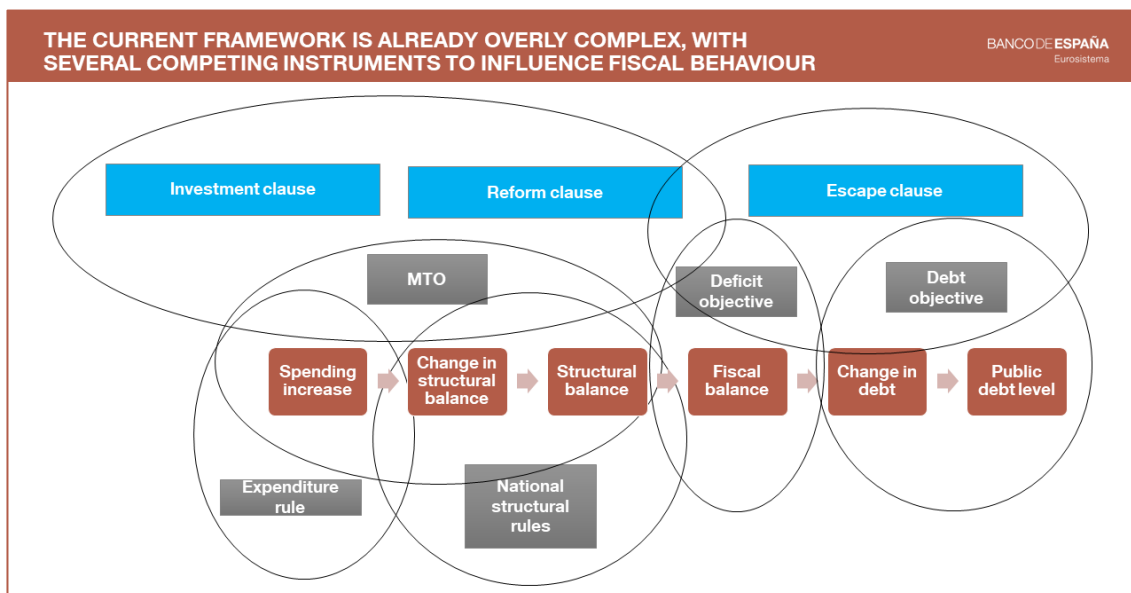 THE CURRENT FRAMEWORK IS ALREADY OVERLY COMPLEX, WITH
SEVERAL COMPETING INSTRUMENTS TO INFLUENCE FISCAL BEHAVIOUR
BANCO DE ESPAÑA
Eurosistema
Investment clause
Reform clause
Escape clause
MTO
Deficit
objective
Debt
objective
Spending
increase
Change in
structural
balance
Structural
balance
Fiscal
balance
Change in
debt
Public
debt level
Expenditure
rule
National
structural
rules